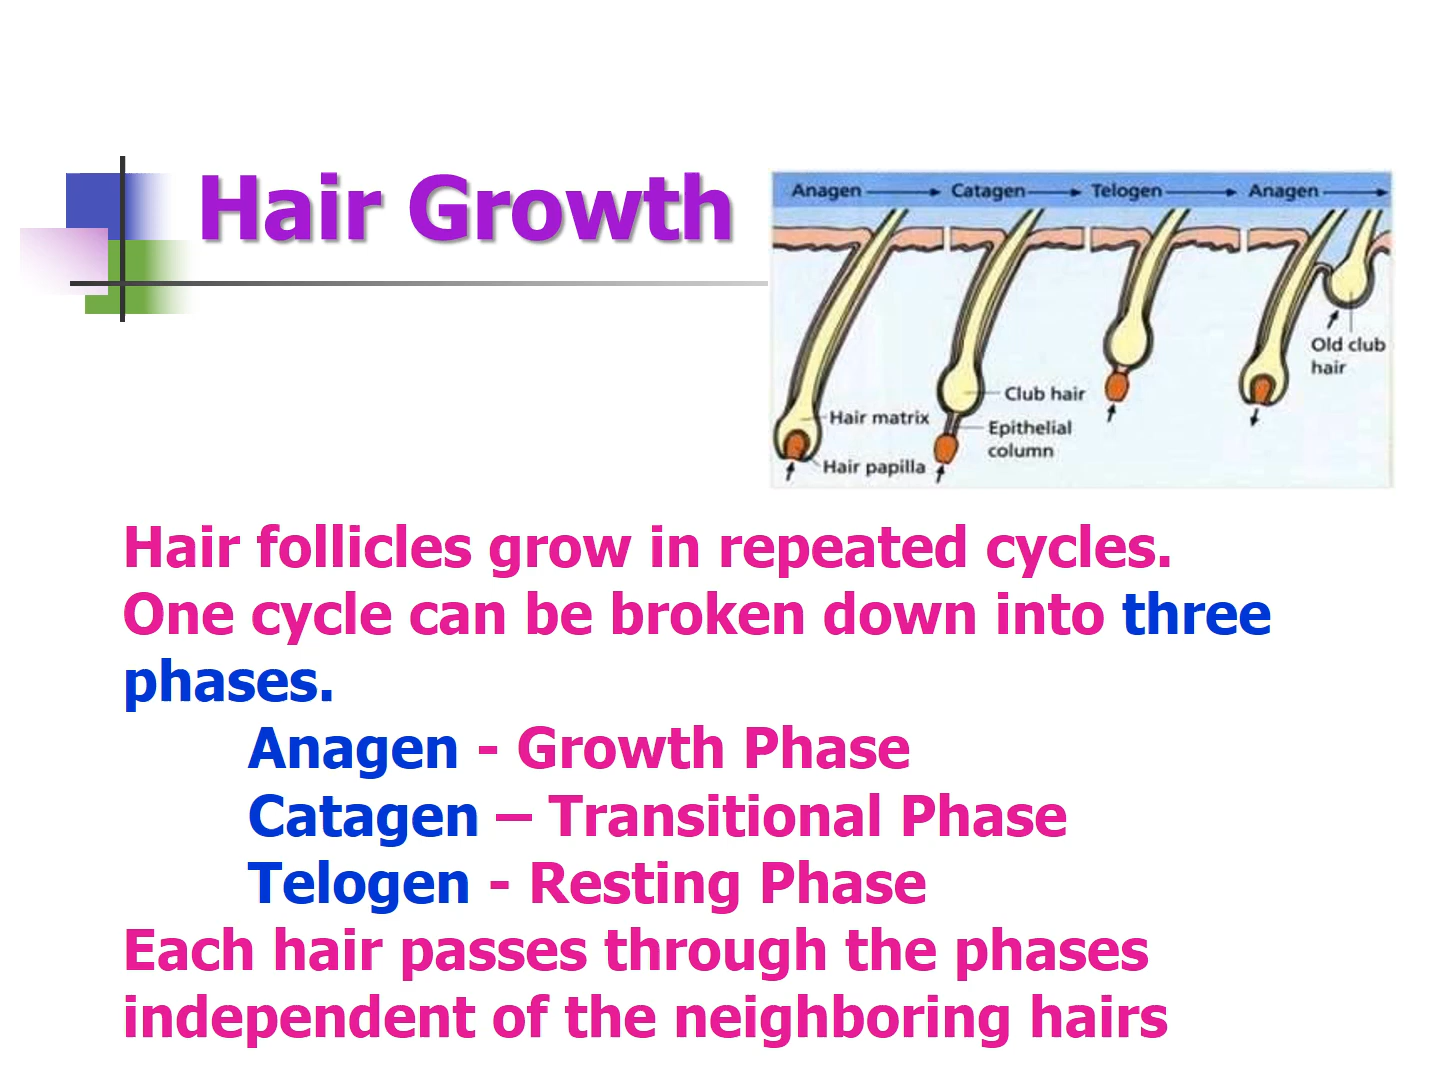 Hair Growth
Anagen Catagen Telogen Anagen
Old club
hair
Club hair
Hair matrix
Epithelial
column
Hair papilla
Hair follicles grow in repeated cycles.
One cycle can be broken down into three
phases.
Anagen - Growth Phase
Catagen – Transitional Phase
Telogen - Resting Phase
Each hair passes through the phases
independent of the neighboring hairs